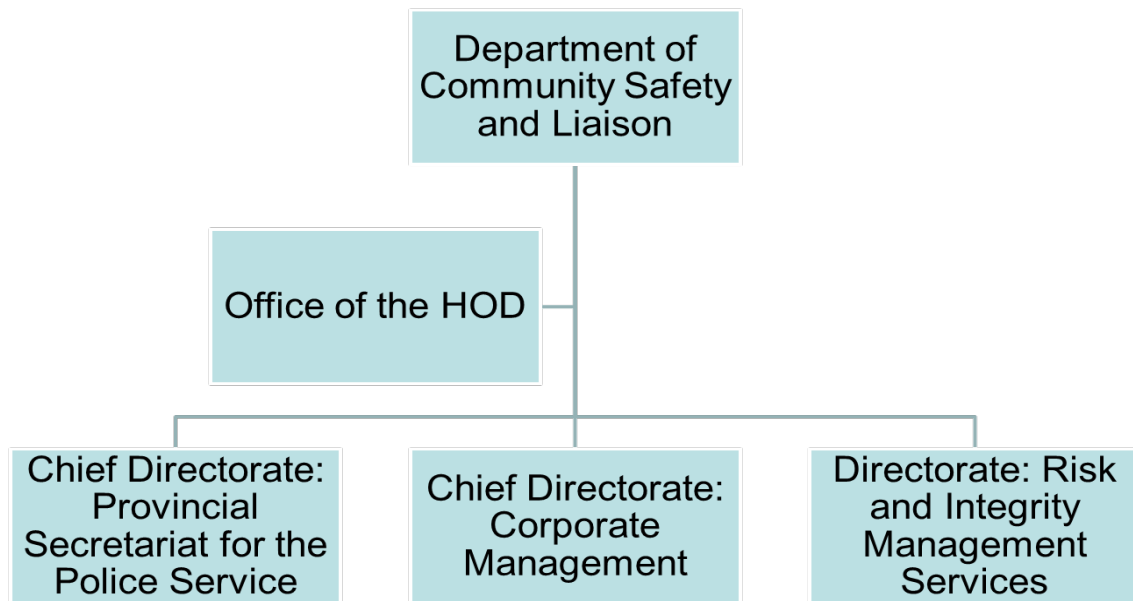 Department of
Community Safety
and Liaison
Office of the HOD
Chief Directorate:
Provincial
Secretariat for the
Police Service
Chief Directorate:
Corporate
Management
Directorate: Risk
and Integrity
Management
Services